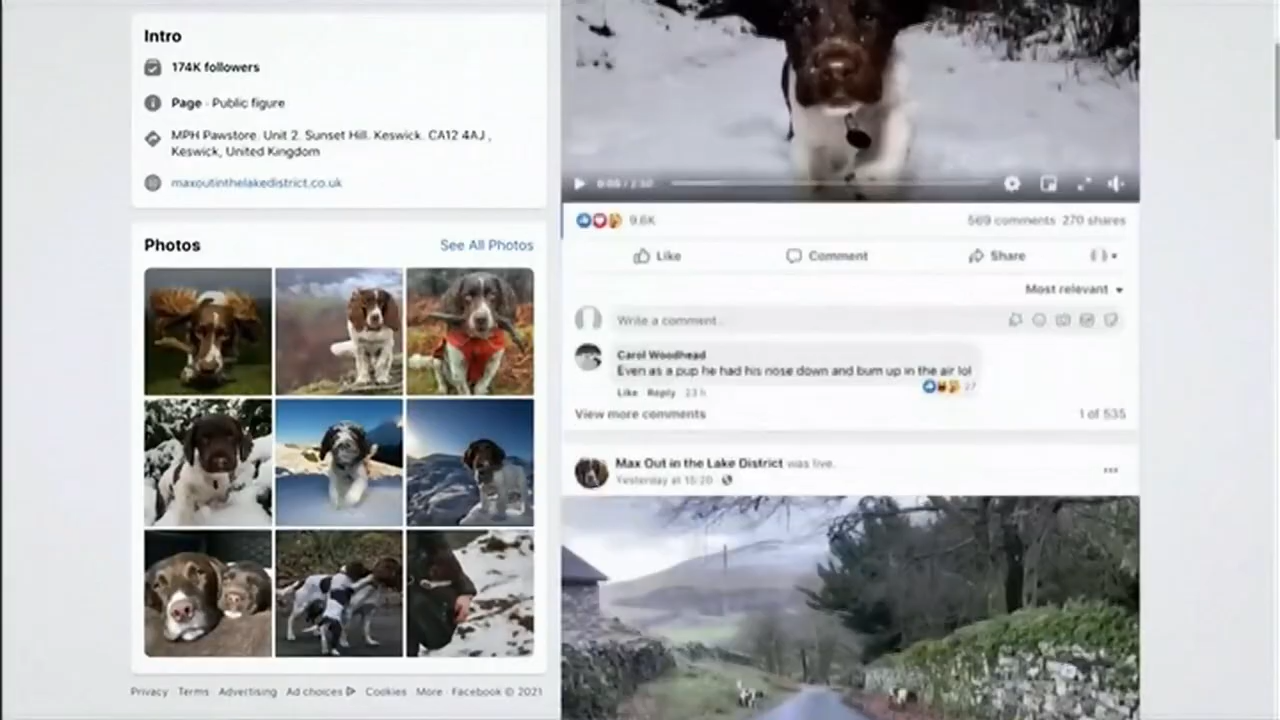 Intro
174K followers
Page · Public figure
MPH Pawstore. Unit 2. Sunset Hill. Keswick. CA12 4AJ ,
Keswick, United Kingdom
maxoutinthelakedistrict.co.uk
Photos
See All Photos
Privacy Terms Advertising Ad choices Cookies More · Facebook © 2021
9.6K
569 comments 270 shares
Like
Comment
Share
Most relevant
Write a comment
Carol Woodhead
Even as a pup he had his nose down and bum up in the air lol
27
Like Reply 23 h
View more comments
1 of 535
Max Out in the Lake District was live.
Yesterday at 15:20